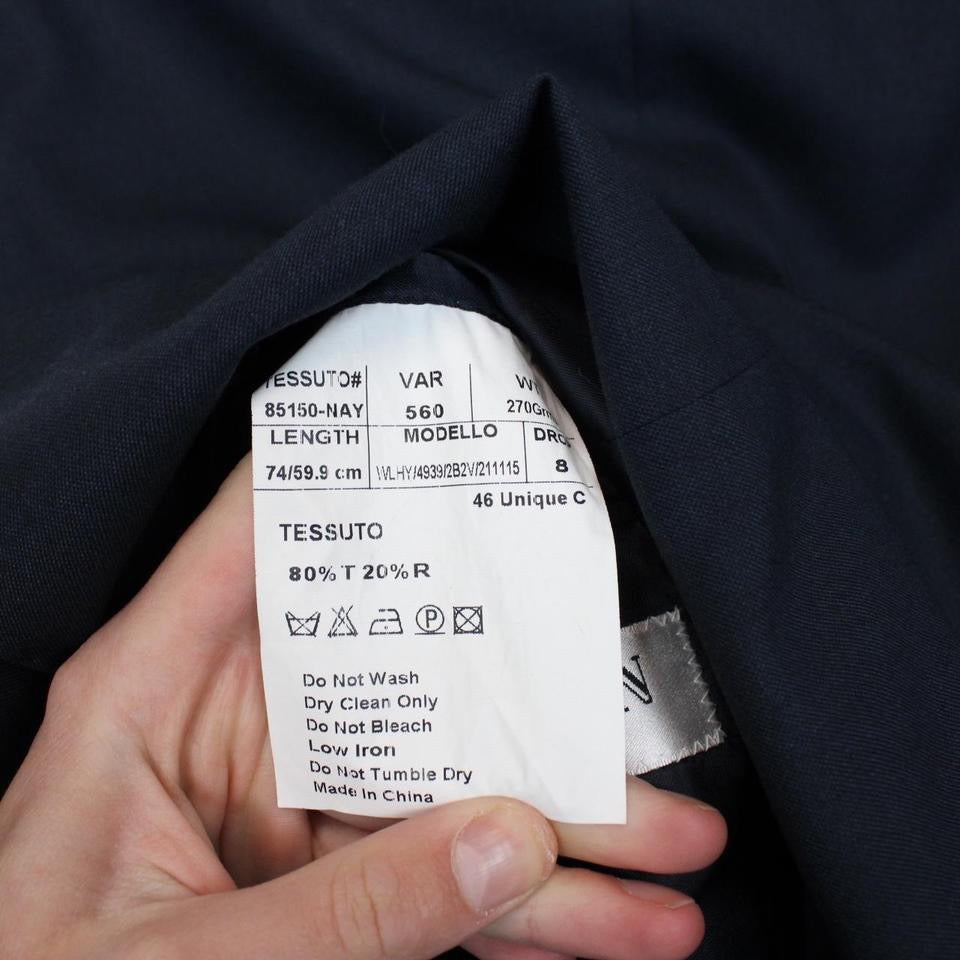 TESSUTO# VAR
85150-NAY 560
LENGTH MODELLO
74/59.9 cm WLHY/4939/2B2V/211115 8
46 Unique C
TESSUTO
80% T 20% R
P
Do Not Wash
Dry Clean Only
Do Not Bleach
Low Iron
Do Not Tumble Dry
Made In China
N